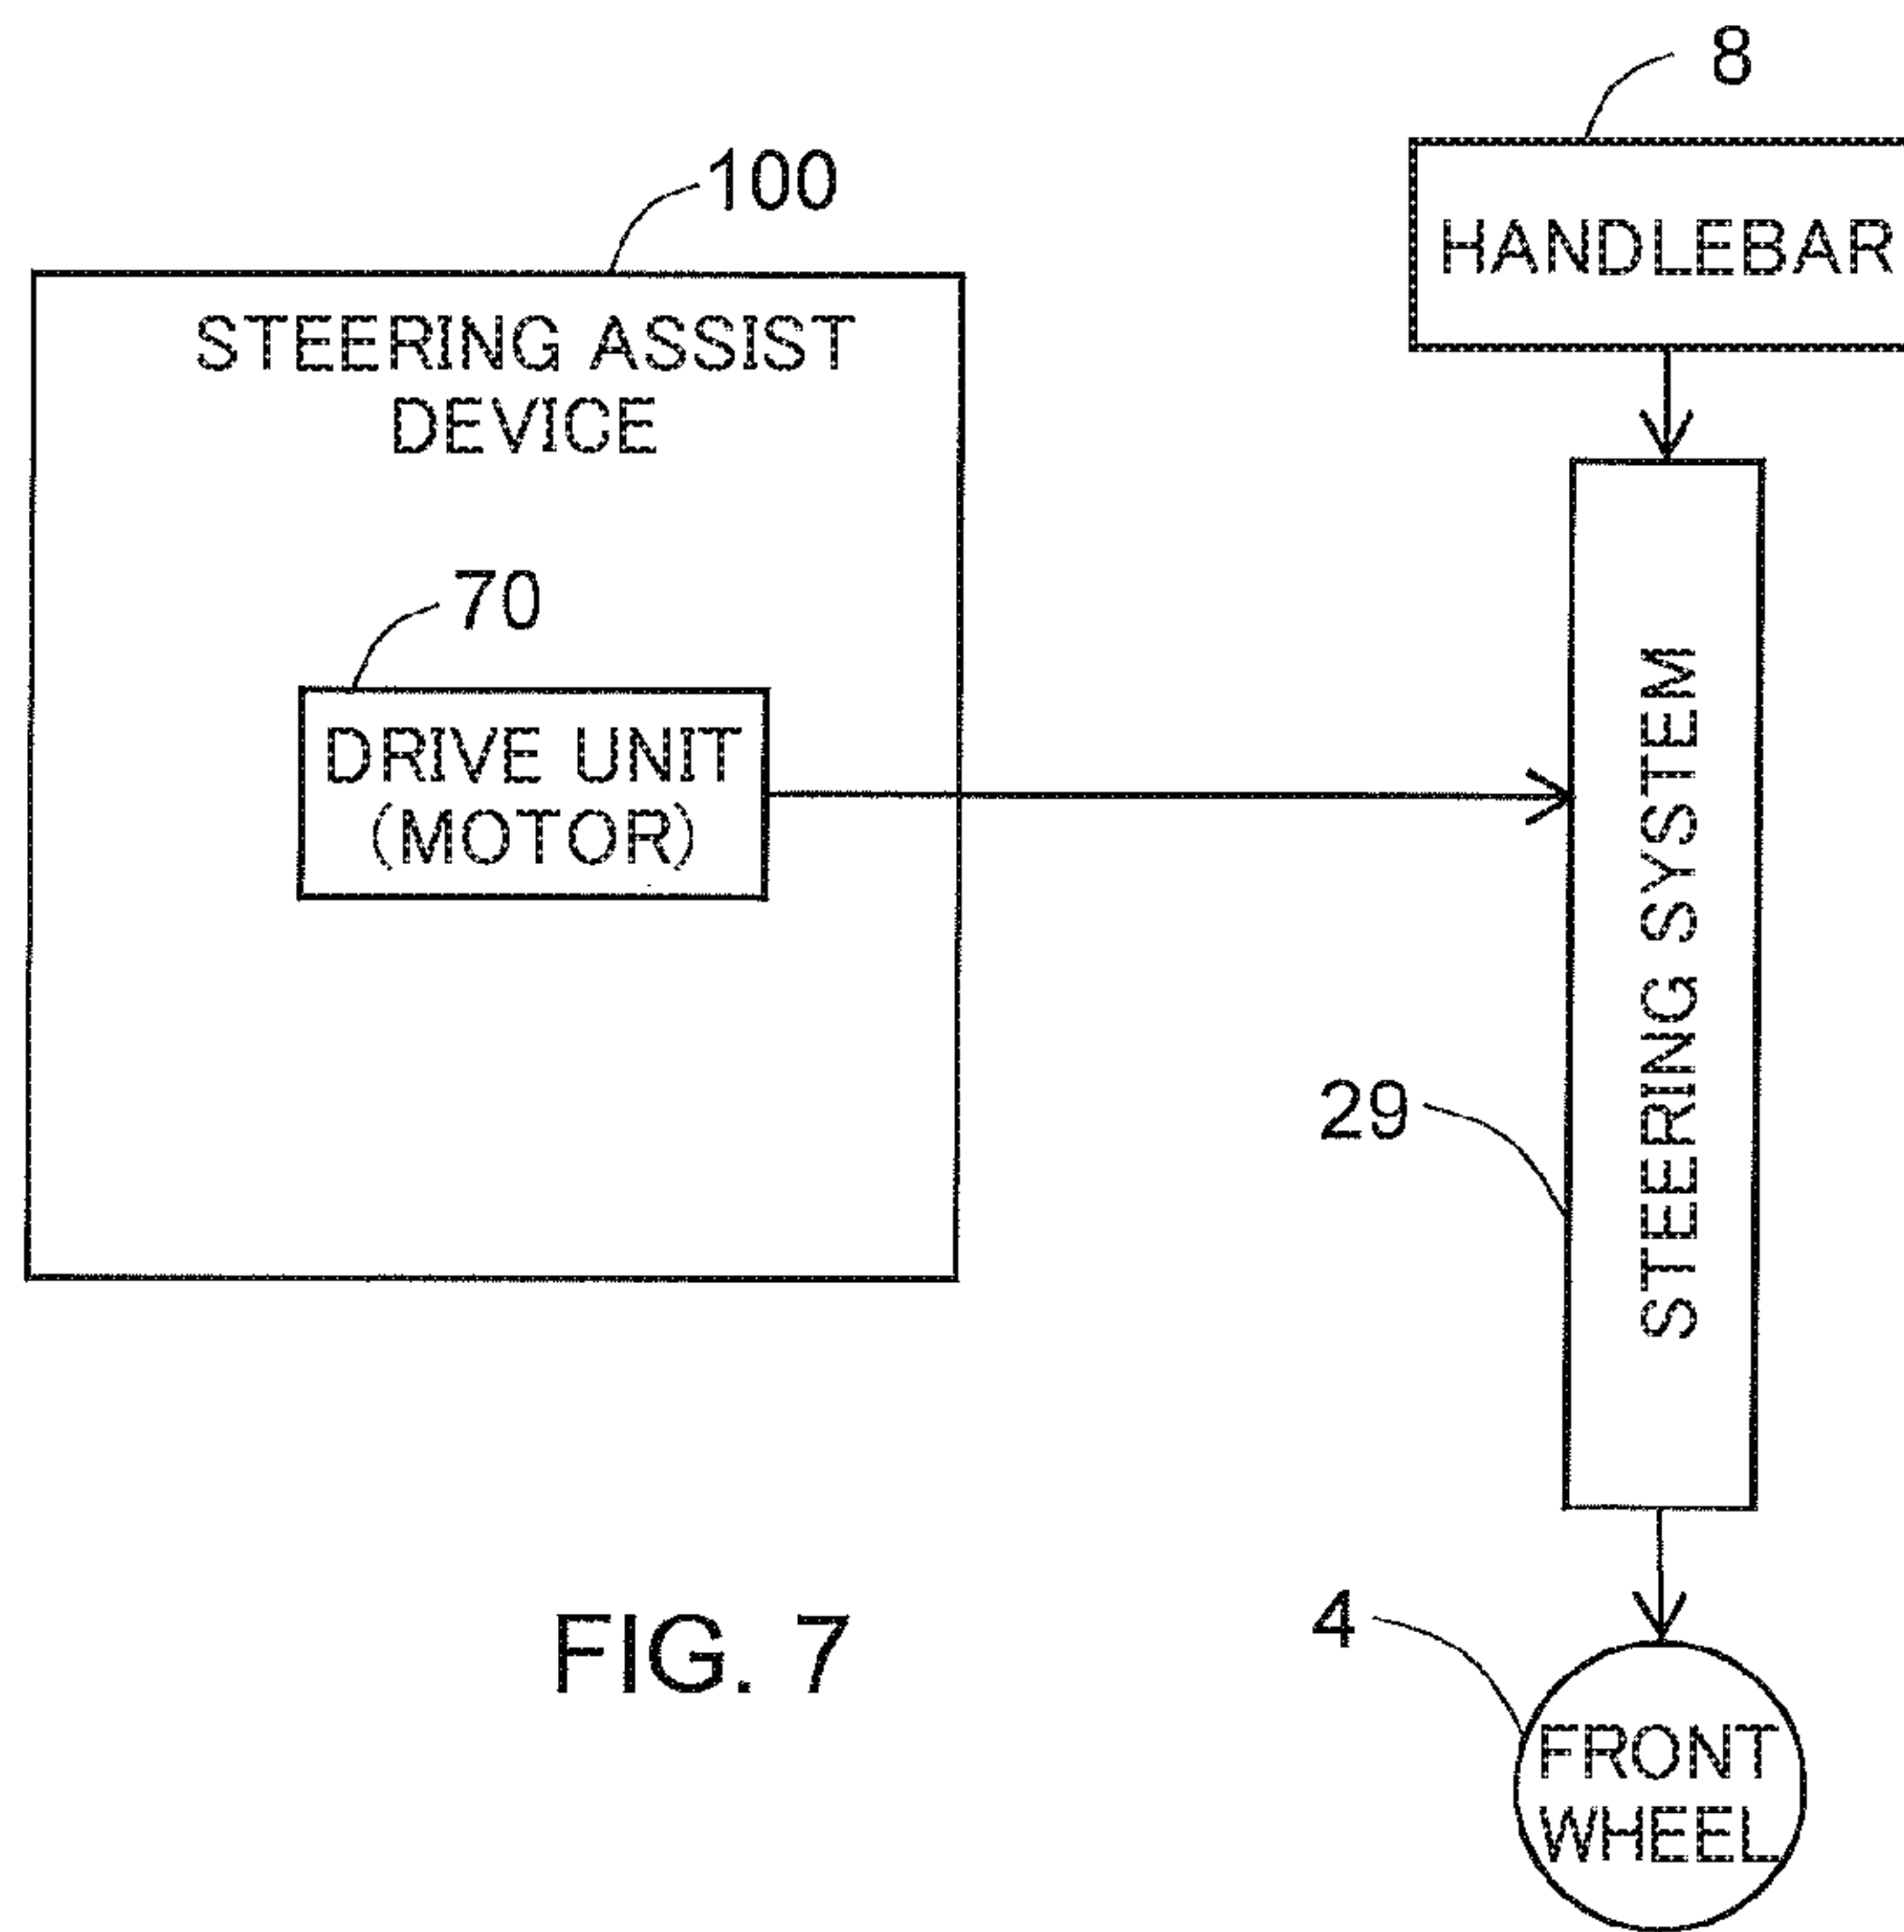 8
HANDLEBAR
100
STEERING ASSIST
DEVICE
70
DRIVE UNIT
(MOTOR)
STEERING SYSTEM
29
4
FRONT
WHEEL
FIG. 7